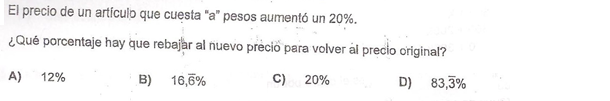 El precio de un artículo que cuesta "a" pesos aumentó un 20%.
¿Qué porcentaje hay que rebajar al nuevo precio para volver al precio original?
A) 12% B) 16,6̅% C) 20% D) 83,3̅%